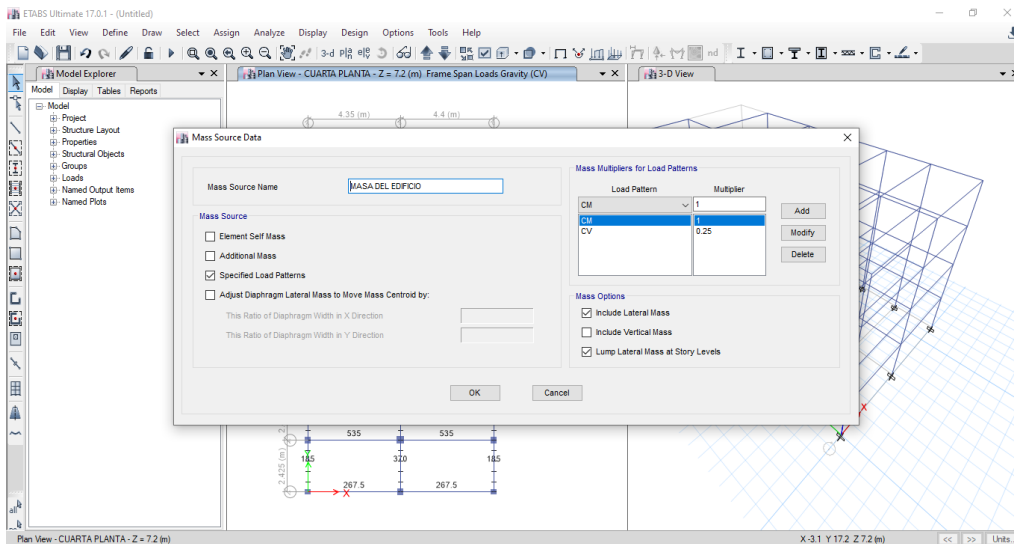 ETABS Ultimate 17.0.1 - (Untitled)
File Edit View Define Draw Select Assign Analyze Display Design Options Tools Help
3-d plạ elẹ nd
Model Explorer
Plan View - CUARTA PLANTA - Z = 7.2 (m) Frame Span Loads Gravity (CV)
3-D View
Model Display Tables Reports
Model
Project
Structure Layout
Properties
Structural Objects
Groups
Loads
Named Output Items
Named Plots
4.35 (m) 4.4 (m)
Mass Source Data
Mass Source Name MASA DEL EDIFICIO
Mass Source
Element Self Mass
Additional Mass
Specified Load Patterns
Adjust Diaphragm Lateral Mass to Move Mass Centroid by:
This Ratio of Diaphragm Width in X Direction
This Ratio of Diaphragm Width in Y Direction
Mass Multipliers for Load Patterns
Load Pattern Multiplier
CM 1
CM 1
CV 0.25
Add
Modify
Delete
Mass Options
Include Lateral Mass
Include Vertical Mass
Lump Lateral Mass at Story Levels
OK Cancel
535 535
185 370 185
2.425 (m)
267.5 267.5
X
X
all
Plan View - CUARTA PLANTA - Z = 7.2 (m)
X -3.1 Y 17.2 Z 7.2 (m)
<< >> Units...